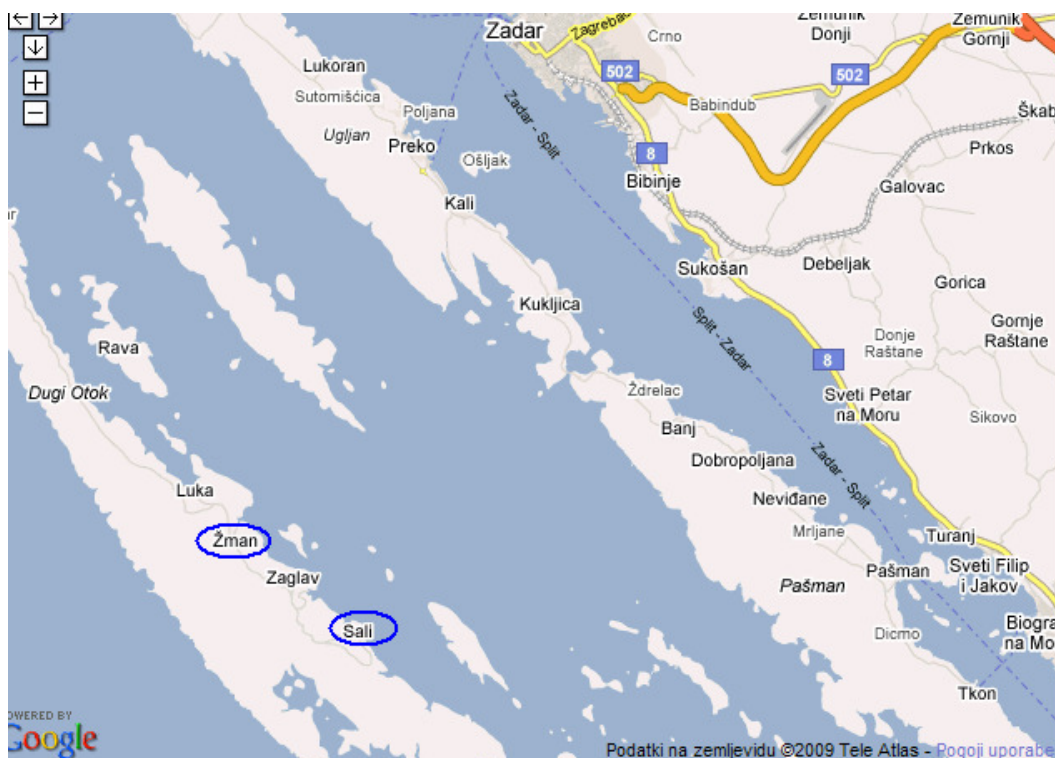 Zadar
Zagrebač
Crno
Zemunik
Donji
Zemunik
Gornji
Lukoran
Sutomišćica
Poljana
Ugljan
Preko
Ošljak
Kali
Zadar - Split
502
502
Babindub
Škab
Prkos
8
Bibinje
Galovac
Sukošan
Debeljak
Gorica
Kukljica
Split - Zadar
Gornje
Raštane
Donje
Raštane
8
Rava
Dugi Otok
Ždrelac
Sveti Petar
na Moru
Sikovo
Banj
Dobropoljana
Zadar - Split
Luka
Neviđane
Žman
Mrljane
Turanj
Zaglav
Pašman
Pašman
Sveti Filip
i Jakov
Sali
Dicmo
Biogra
na Mo
Tkon
OWERED BY
Google
Podatki na zemljevidu ©2009 Tele Atlas - Pogoji uporabe